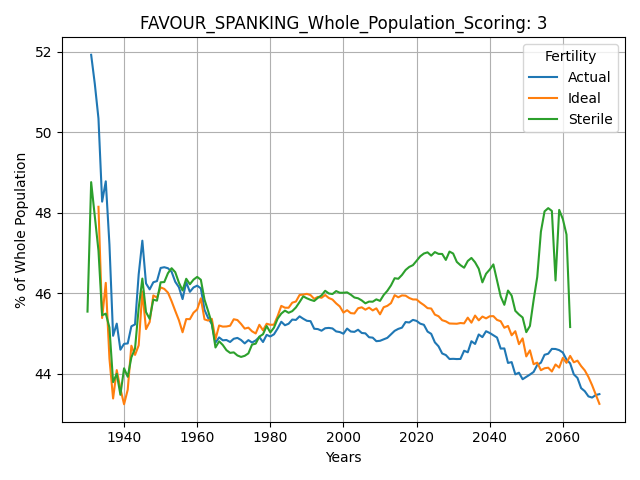 FAVOUR_SPANKING_Whole_Population_Scoring: 3
Fertility
Actual
Ideal
Sterile
% of Whole Population
52
50
48
46
44
1940
1960
1980
2000
2020
2040
2060
Years